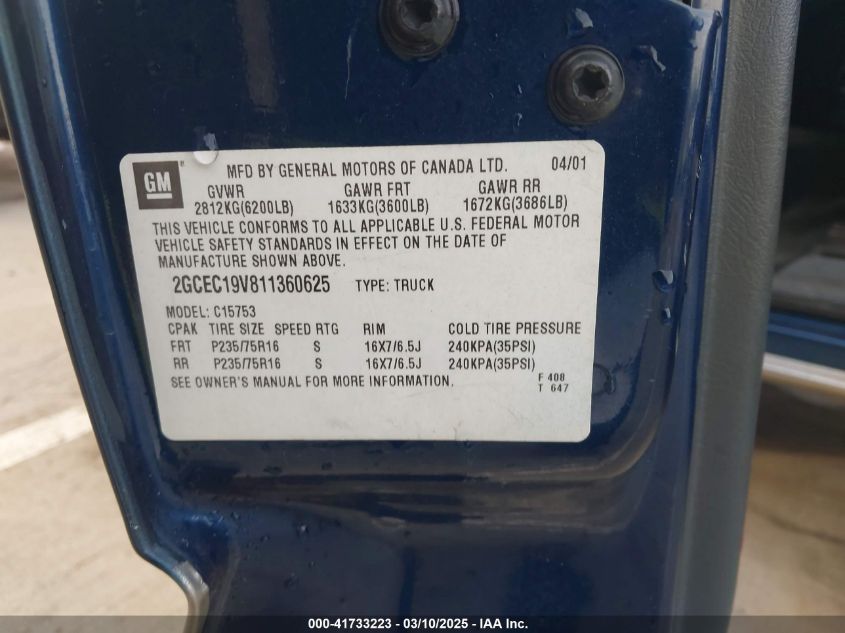 GM
MFD BY GENERAL MOTORS OF CANADA LTD. 04/01
GVWR GAWR FRT GAWR RR
2812KG(6200LB) 1633KG(3600LB) 1672KG(3686LB)
THIS VEHICLE CONFORMS TO ALL APPLICABLE U.S. FEDERAL MOTOR
VEHICLE SAFETY STANDARDS IN EFFECT ON THE DATE OF
MANUFACTURE SHOWN ABOVE.
2GCEC19V811360625 TYPE: TRUCK
MODEL: C15753
CPAK TIRE SIZE SPEED RTG RIM COLD TIRE PRESSURE
FRT P235/75R16 S 16X7/6.5J 240KPA(35PSI)
RR P235/75R16 S 16X7/6.5J 240KPA(35PSI)
SEE OWNER'S MANUAL FOR MORE INFORMATION.
F 408
T 647
000-41733223 — 03/10/2025 — IAA Inc.